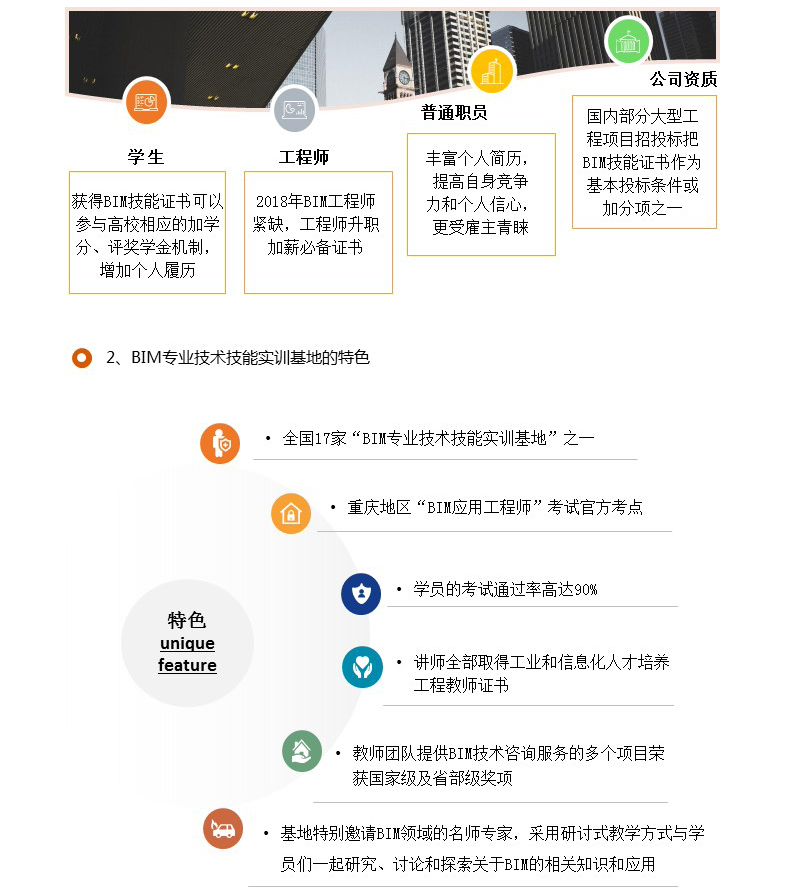 学生
获得BIM技能证书可以
参与高校相应的加学
分、评奖学金机制，
增加个人履历
工程师
2018年BIM工程师
紧缺，工程师升职
加薪必备证书
普通职员
丰富个人简历，
提高自身竞争
力和个人信心，
更受雇主青睐
公司资质
国内部分大型工
程项目招投标把
BIM技能证书作为
基本投标条件或
加分项之一
2、BIM专业技术技能实训基地的特色
特色
unique
feature
• 全国17家“BIM专业技术技能实训基地”之一
• 重庆地区“BIM应用工程师”考试官方考点
• 学员的考试通过率高达90%
• 讲师全部取得工业和信息化人才培养
工程教师证书
• 教师团队提供BIM技术咨询服务的多个项目荣
获国家级及省部级奖项
• 基地特别邀请BIM领域的名师专家，采用研讨式教学方式与学
员们一起研究、讨论和探索关于BIM的相关知识和应用